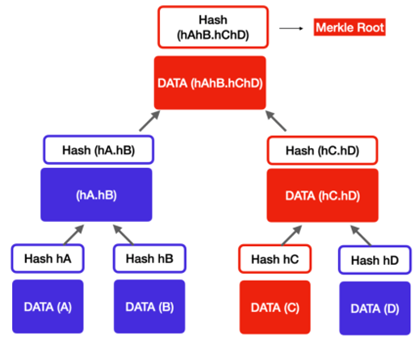 Hash
(hAhB.hChD)
Merkle Root
DATA (hAhB.hChD)
Hash (hA.hB)
Hash (hC.hD)
(hA.hB)
DATA (hC.hD)
Hash hA
Hash hB
Hash hC
Hash hD
DATA (A)
DATA (B)
DATA (C)
DATA (D)